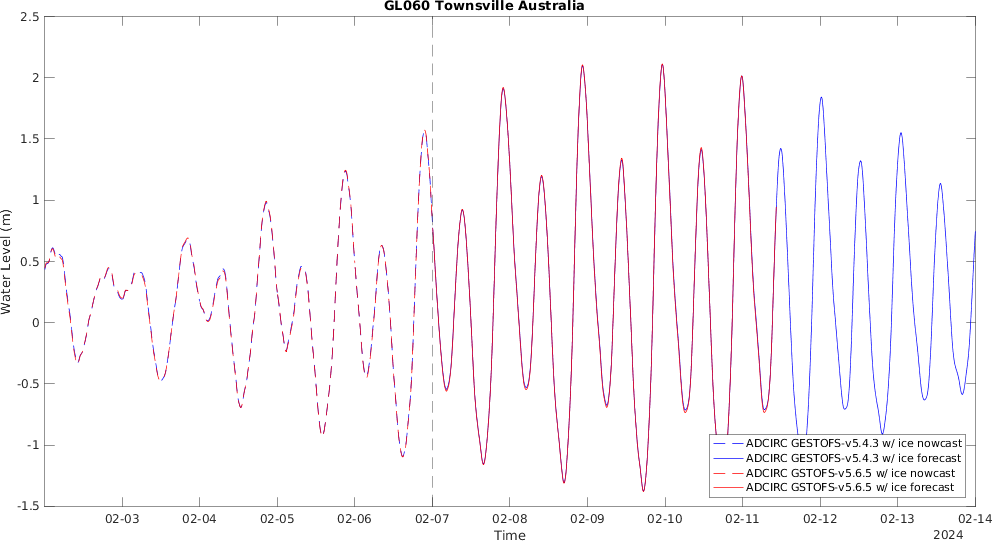 GL060 Townsville Australia
Water Level (m)
2.5
2
1.5
1
0.5
0
-0.5
-1
-1.5
ADCIRC GESTOFS-v5.4.3 w/ ice nowcast
ADCIRC GESTOFS-v5.4.3 w/ ice forecast
ADCIRC GSTOFS-v5.6.5 w/ ice nowcast
ADCIRC GSTOFS-v5.6.5 w/ ice forecast
02-03 02-04 02-05 02-06 02-07 02-08 02-09 02-10 02-11 02-12 02-13 02-14
Time
2024